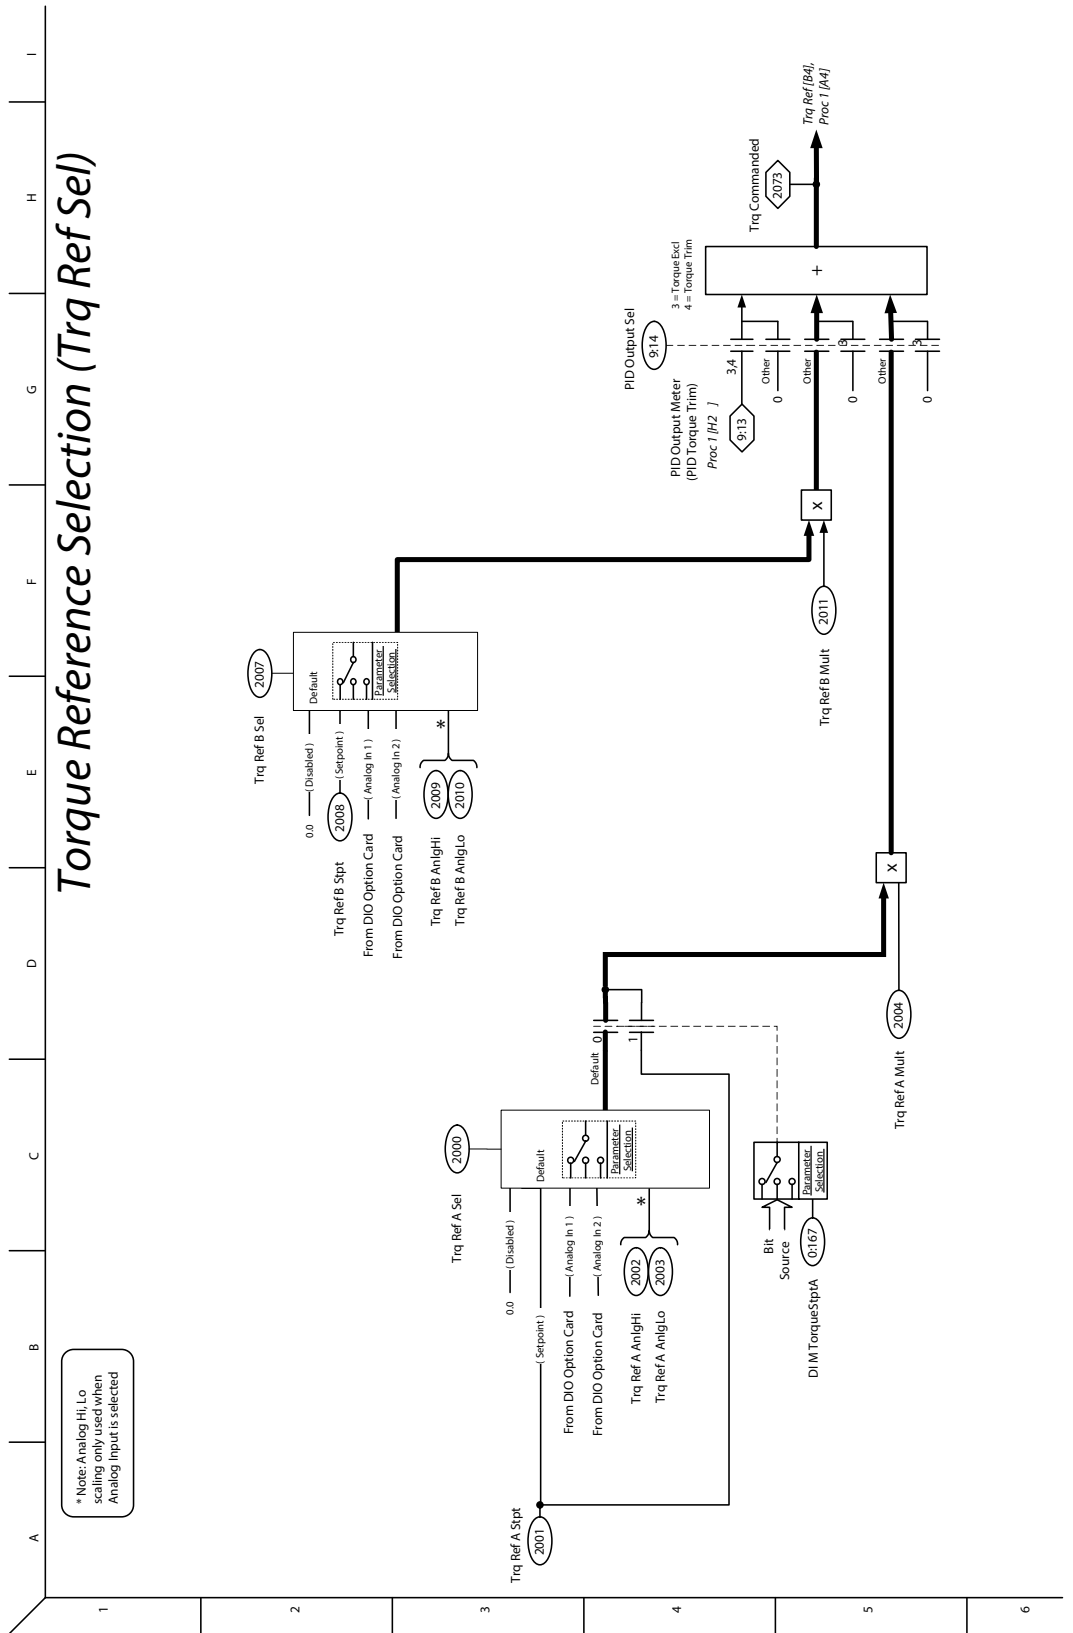 Torque Reference Selection (Trq Ref Sel)
A
B
C
D
E
F
G
H
I
1
2
3
4
5
6
* Note: Analog Hi, Lo
scaling only used when
Analog Input is selected
Trq Ref B Sel
2007
Default
0.0
( Disabled )
Trq Ref B Stpt
2008
( Setpoint )
From DIO Option Card
( Analog In 1 )
From DIO Option Card
( Analog In 2 )
Parameter
Selection
*
Trq Ref B AnlgHi
2009
Trq Ref B AnlgLo
2010
Trq Ref A Sel
2000
Default
0.0
( Disabled )
Trq Ref A Stpt
2001
( Setpoint )
From DIO Option Card
( Analog In 1 )
From DIO Option Card
( Analog In 2 )
Parameter
Selection
*
Trq Ref A AnlgHi
2002
Trq Ref A AnlgLo
2003
Default
0
1
Bit
Source
Parameter
Selection
0:167
DI M TorqueStptA
x
2004
Trq Ref A Mult
x
2011
Trq Ref B Mult
PID Output Sel
9:14
PID Output Meter
(PID Torque Trim)
Proc 1 [H2 ]
9:13
3,4
Other
0
Other
3
0
Other
3
0
3 = Torque Excl
4 = Torque Trim
+
Trq Commanded
2073
Trq Ref [B4],
Proc 1 [A4]